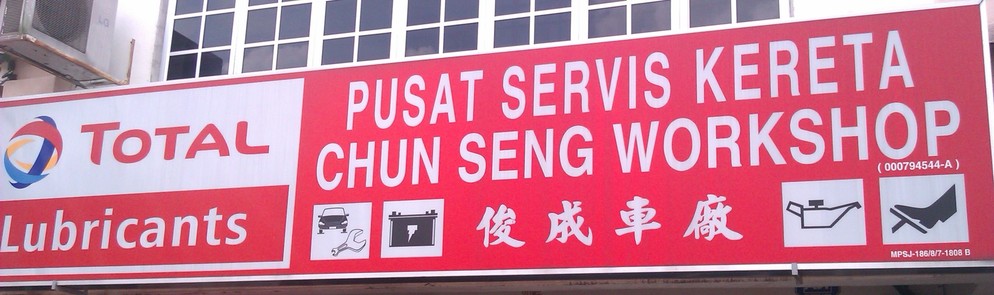 TOTAL
Lubricants
PUSAT SERVIS KERETA
CHUN SENG WORKSHOP
( 000794544-A )
俊成車廠
MPSJ-186/8/7-1808 B